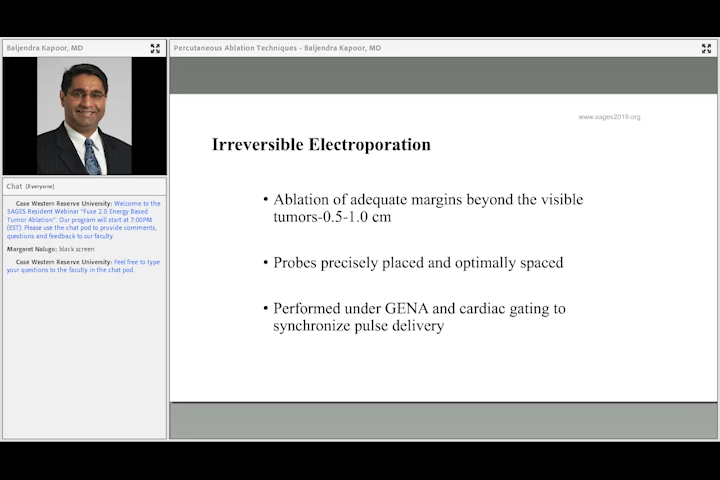 Baljendra Kapoor, MD
Percutaneous Ablation Techniques - Baljendra Kapoor, MD
Chat (Everyone)
Case Western Reserve University: Welcome to the
SAGES Resident Webinar "Fuse 2.0 Energy Based
Tumor Ablation". Our program will start at 7:00PM
(EST). Please use the chat pod to provide comments,
questions and feedback to our faculty.
Margaret Nalugo: black screen
Case Western Reserve University: Feel free to type
your questions to the faculty in the chat pod.
www.sages2019.org
Irreversible Electroporation
• Ablation of adequate margins beyond the visible
tumors-0.5-1.0 cm
• Probes precisely placed and optimally spaced
• Performed under GENA and cardiac gating to
synchronize pulse delivery